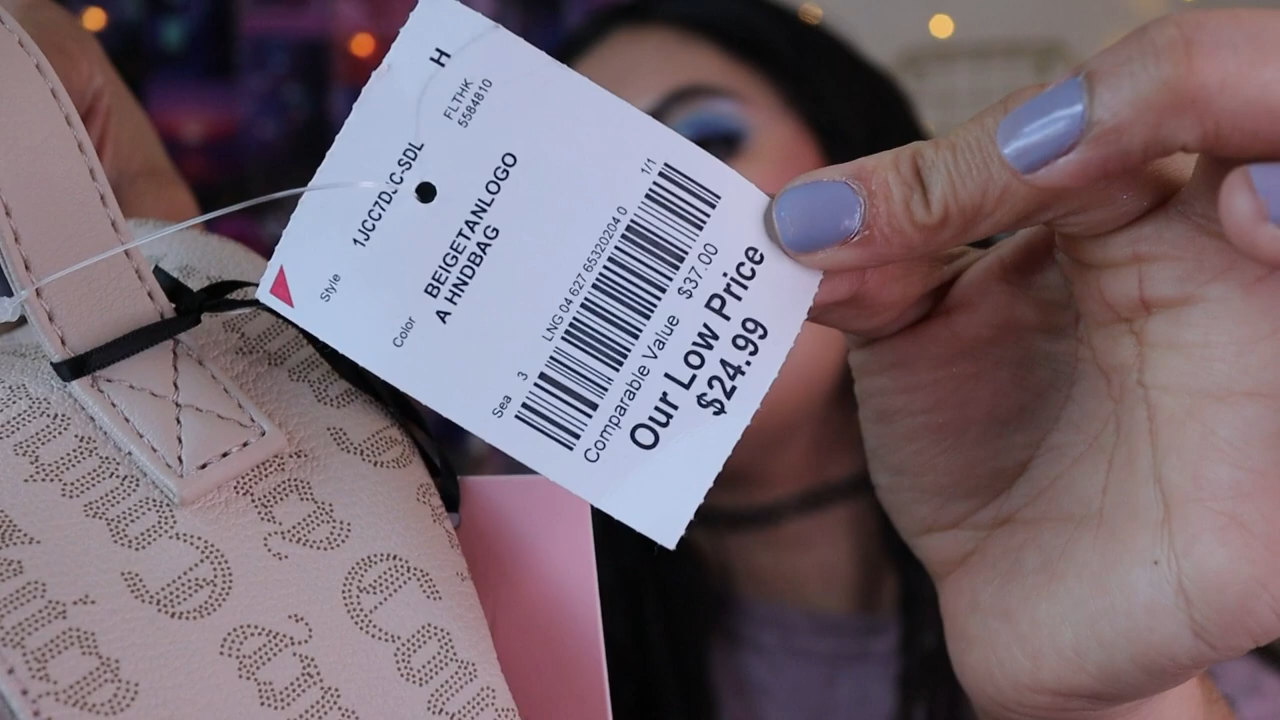 H
FLTHK
5584810
Style
Color
BEIGETANLOGO
A HNDBAG
Sea 3
LNG 04 627 65320204 0
1/1
Comparable Value $37.00
Our Low Price
$24.99